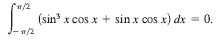 ∫_{-π/2}^{π/2} (sin³ x cos x + sin x cos x) dx = 0.